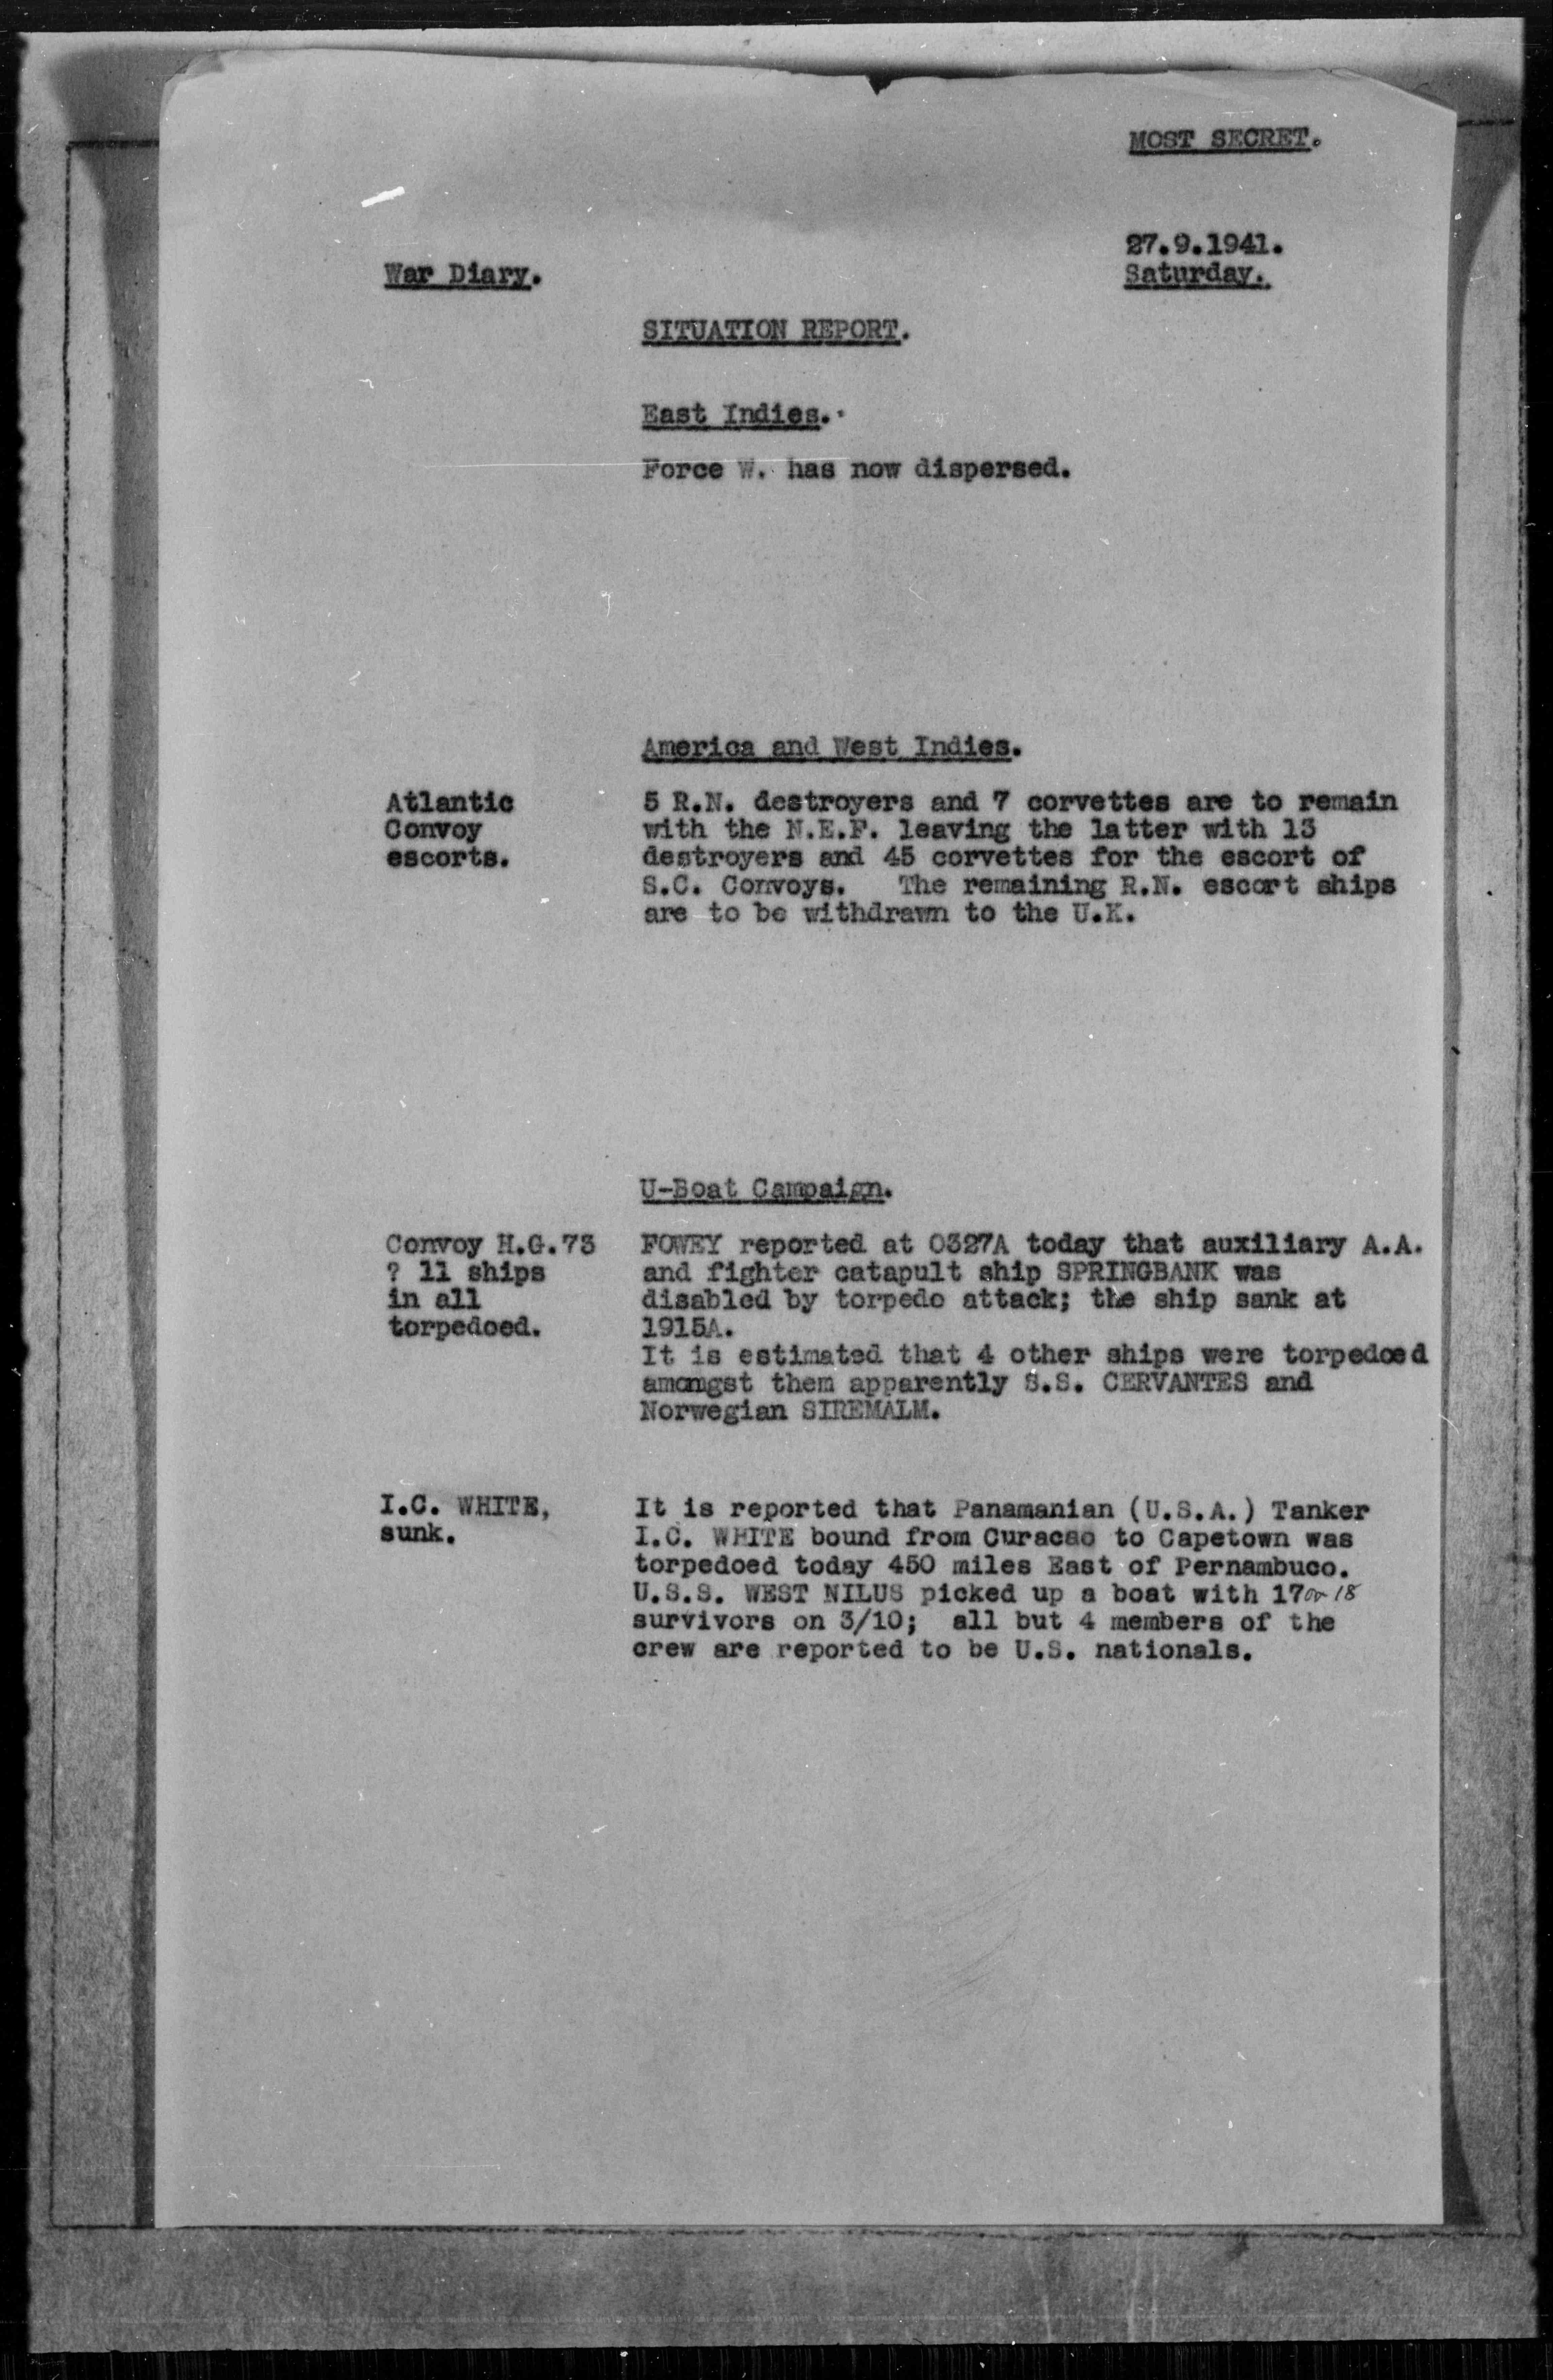 MOST SECRET.
27.9.1941.
War Diary.
Saturday.
SITUATION REPORT.
East Indies.
Force W. has now dispersed.
America and West Indies.
Atlantic
Convoy
escorts.
5 R.N. destroyers and 7 corvettes are to remain
with the N.E.F. leaving the latter with 13
destroyers and 45 corvettes for the escort of
S.C. Convoys. The remaining R.N. escort ships
are to be withdrawn to the U.K.
U-Boat Campaign.
Convoy H.G.73
? 11 ships
in all
torpedoed.
FOWEY reported at 0327A today that auxiliary A.A.
and fighter catapult ship SPRINGBANK was
disabled by torpedo attack; the ship sank at
1915A.
It is estimated that 4 other ships were torpedoed
amongst them apparently S.S. CERVANTES and
Norwegian SIREMALM.
I.C. WHITE,
sunk.
It is reported that Panamanian (U.S.A.) Tanker
I.C. WHITE bound from Curacao to Capetown was
torpedoed today 450 miles East of Pernambuco.
U.S.S. WEST NILUS picked up a boat with 17 or 18
survivors on 3/10; all but 4 members of the
crew are reported to be U.S. nationals.